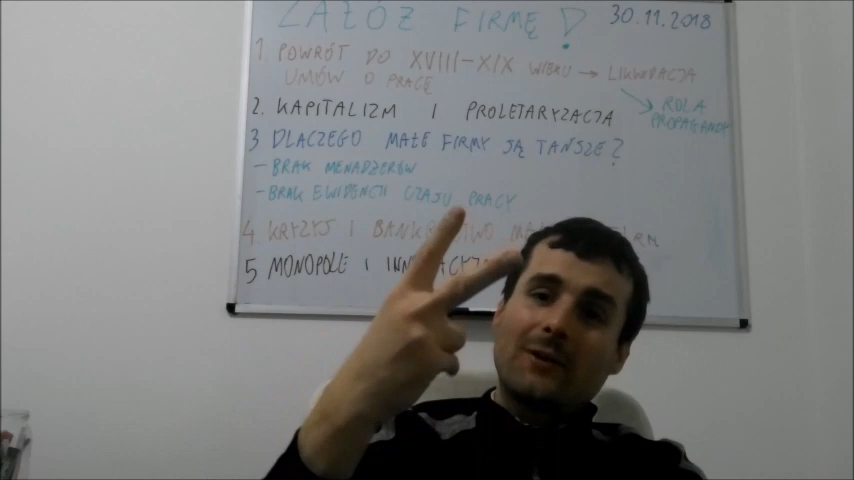 ZAŁÓŻ FIRMĘ! 30.11.2018
1. POWRÓT DO XVIII-XIX WIEKU → LIKWIDACJA
UMÓW O PRACĘ
ROLA
PROPAGANDY
2. KAPITALIZM I PROLETARYZACJA
3 DLACZEGO MAŁE FIRMY SĄ TAŃSZE?
- BRAK MENADŻERÓW
- BRAK EWIDENCJI CZASU PRACY
4. KRYZYS I
5 MONOPOLE I